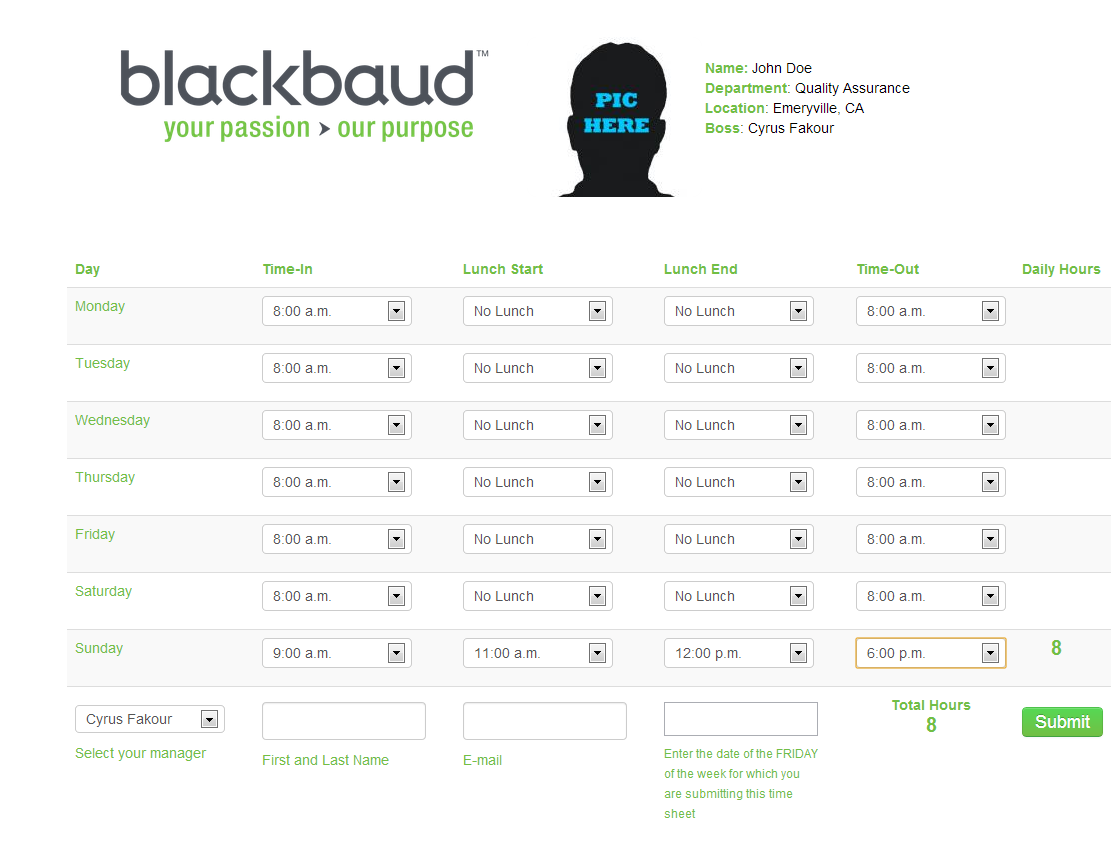 blackbaud™
your passion > our purpose
PIC
HERE
Name: John Doe
Department: Quality Assurance
Location: Emeryville, CA
Boss: Cyrus Fakour
Day Time-In Lunch Start Lunch End Time-Out Daily Hours
Monday 8:00 a.m. No Lunch No Lunch 8:00 a.m.
Tuesday 8:00 a.m. No Lunch No Lunch 8:00 a.m.
Wednesday 8:00 a.m. No Lunch No Lunch 8:00 a.m.
Thursday 8:00 a.m. No Lunch No Lunch 8:00 a.m.
Friday 8:00 a.m. No Lunch No Lunch 8:00 a.m.
Saturday 8:00 a.m. No Lunch No Lunch 8:00 a.m.
Sunday 9:00 a.m. 11:00 a.m. 12:00 p.m. 6:00 p.m. 8
Cyrus Fakour
Select your manager
First and Last Name
E-mail
Enter the date of the FRIDAY
of the week for which you
are submitting this time
sheet
Total Hours
8
Submit